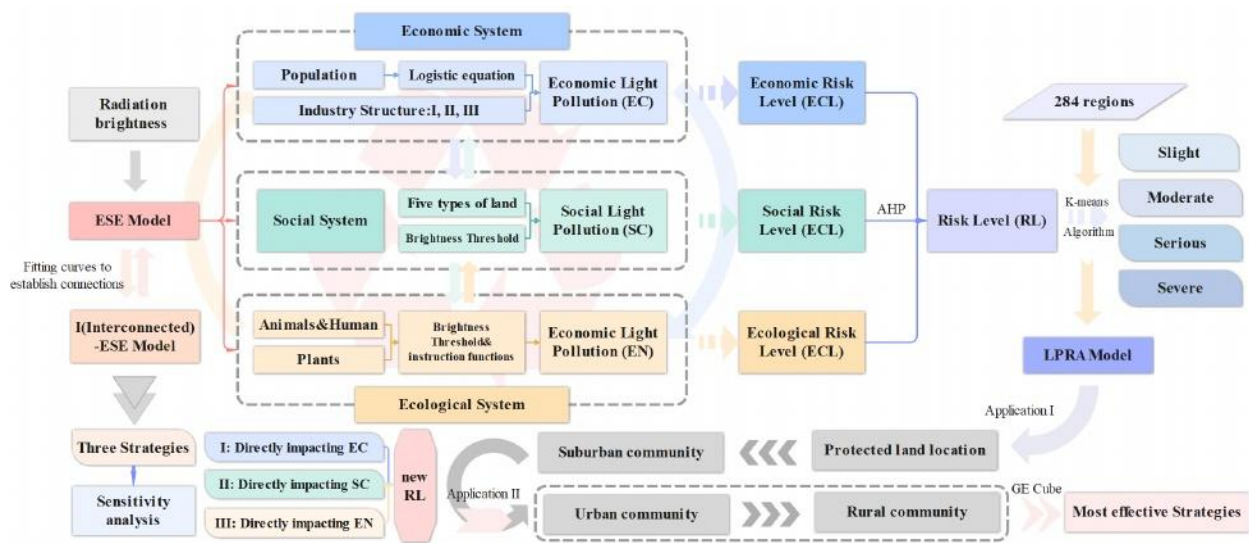 Economic System
Population
Logistic equation
Industry Structure:I, II, III
Economic Light
Pollution (EC)
Economic Risk
Level (ECL)
Radiation
brightness
ESE Model
Fitting curves to
establish connections
I(Interconnected)
-ESE Model
Social System
Five types of land
Brightness Threshold
Social Light
Pollution (SC)
Social Risk
Level (ECL)
AHP
Risk Level (RL)
284 regions
K-means
Algorithm
Slight
Moderate
Serious
Severe
Animals&Human
Plants
Brightness
Threshold&
instruction functions
Economic Light
Pollution (EN)
Ecological Risk
Level (ECL)
Ecological System
LPRA Model
Application I
Three Strategies
Sensitivity
analysis
I: Directly impacting EC
II: Directly impacting SC
III: Directly impacting EN
new
RL
Application II
Suburban community
Protected land location
Urban community
Rural community
GE Cube
Most effective Strategies